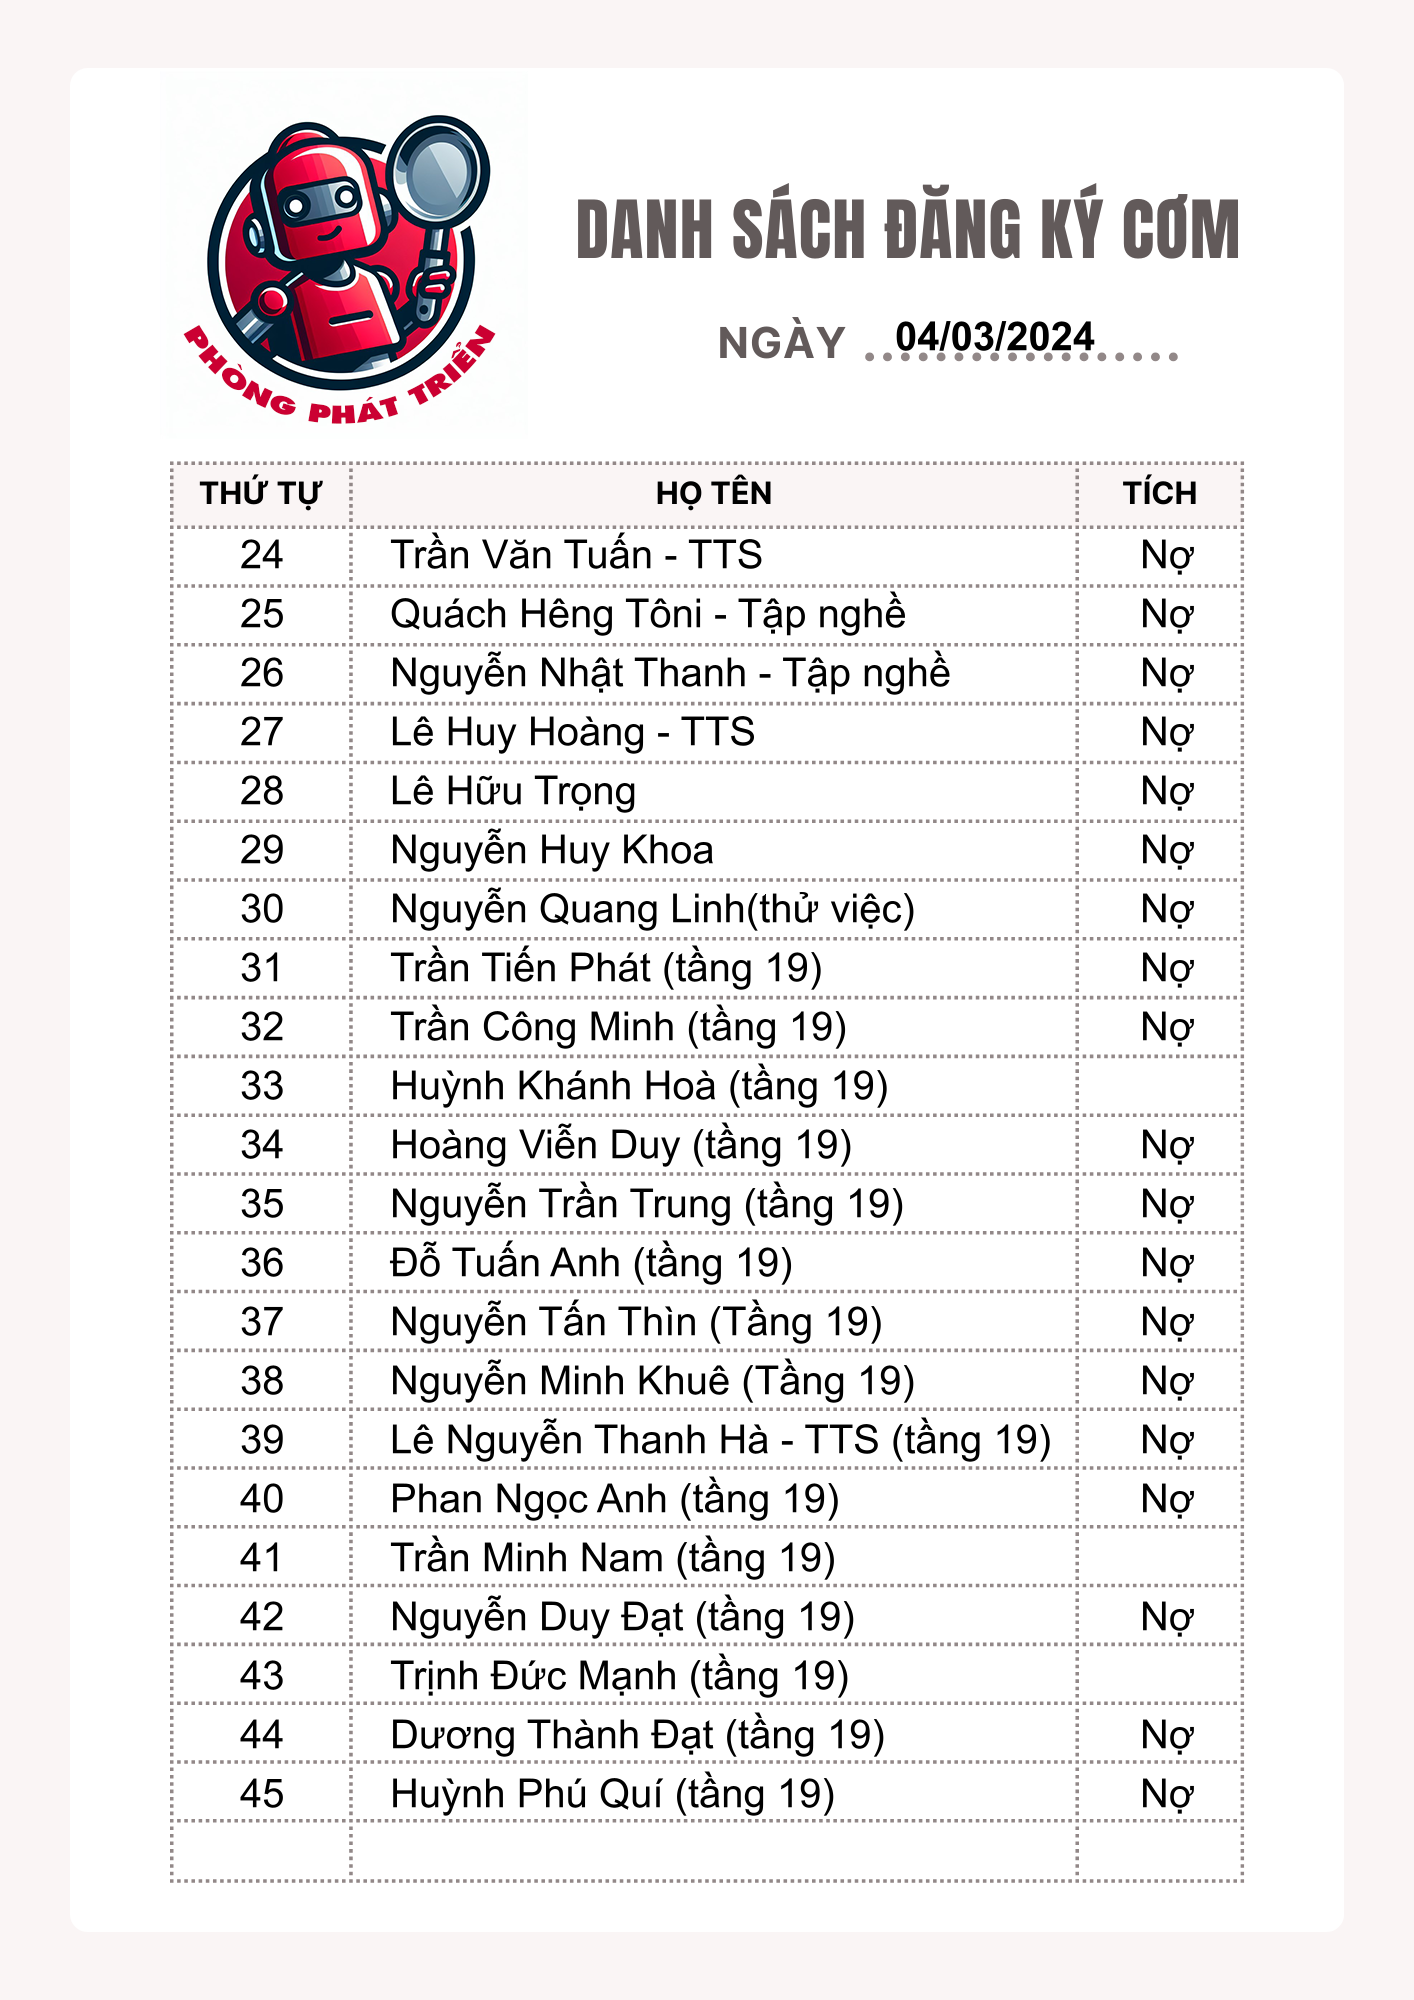 PHÒNG PHÁT TRIỂN
DANH SÁCH ĐĂNG KÝ CƠM
NGÀY 04/03/2024
THỨ TỰ HỌ TÊN TÍCH
24 Trần Văn Tuấn - TTS Nợ
25 Quách Hêng Tôni - Tập nghề Nợ
26 Nguyễn Nhật Thanh - Tập nghề Nợ
27 Lê Huy Hoàng - TTS Nợ
28 Lê Hữu Trọng Nợ
29 Nguyễn Huy Khoa Nợ
30 Nguyễn Quang Linh(thử việc) Nợ
31 Trần Tiến Phát (tầng 19) Nợ
32 Trần Công Minh (tầng 19) Nợ
33 Huỳnh Khánh Hoà (tầng 19)
34 Hoàng Viễn Duy (tầng 19) Nợ
35 Nguyễn Trần Trung (tầng 19) Nợ
36 Đỗ Tuấn Anh (tầng 19) Nợ
37 Nguyễn Tấn Thìn (Tầng 19) Nợ
38 Nguyễn Minh Khuê (Tầng 19) Nợ
39 Lê Nguyễn Thanh Hà - TTS (tầng 19) Nợ
40 Phan Ngọc Anh (tầng 19) Nợ
41 Trần Minh Nam (tầng 19)
42 Nguyễn Duy Đạt (tầng 19) Nợ
43 Trịnh Đức Mạnh (tầng 19)
44 Dương Thành Đạt (tầng 19) Nợ
45 Huỳnh Phú Quí (tầng 19) Nợ